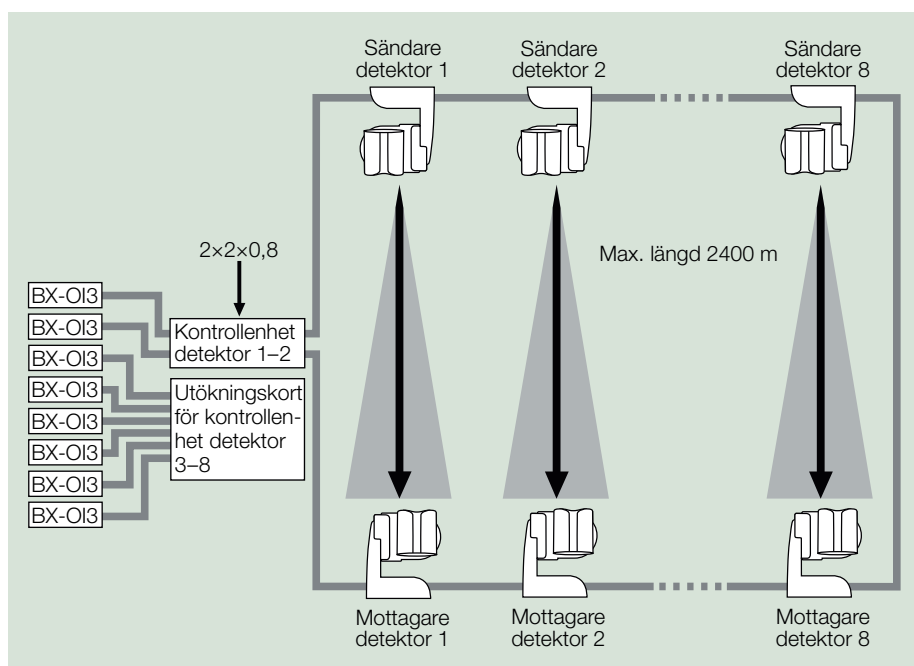 Sändare
detektor 1
Sändare
detektor 2
Sändare
detektor 8
2×2×0,8
Max. längd 2400 m
BX-OI3
BX-OI3
BX-OI3
BX-OI3
BX-OI3
BX-OI3
BX-OI3
BX-OI3
Kontrollenhet
detektor 1–2
Utökningskort
för kontrollen-
het detektor
3–8
Mottagare
detektor 1
Mottagare
detektor 2
Mottagare
detektor 8